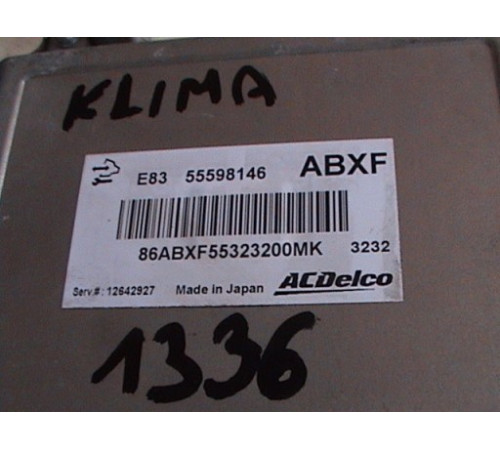 KLIMA
E83 55598146 ABXF
86ABXF55323200MK 3232
Serv.#: 12642927 Made in Japan ACDelco
1336